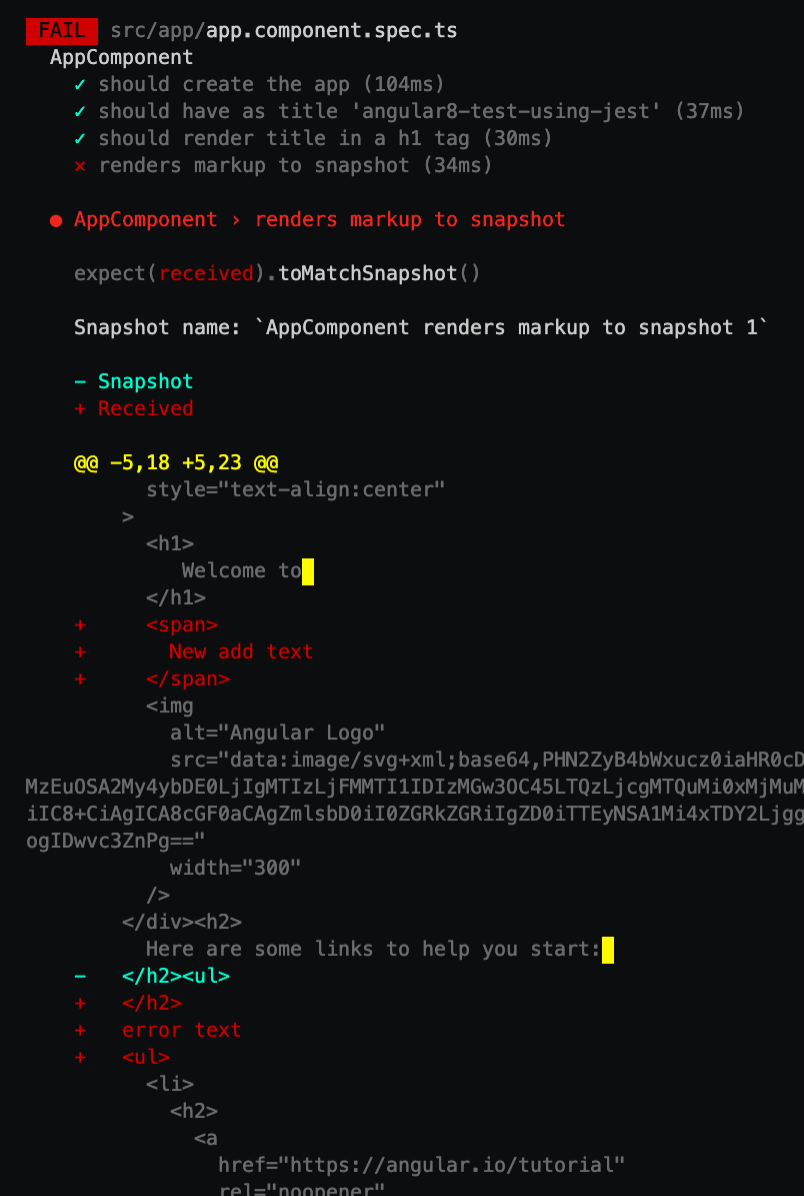 FAIL src/app/app.component.spec.ts
AppComponent
✓ should create the app (104ms)
✓ should have as title 'angular8-test-using-jest' (37ms)
✓ should render title in a h1 tag (30ms)
✕ renders markup to snapshot (34ms)
● AppComponent › renders markup to snapshot
expect(received).toMatchSnapshot()
Snapshot name: `AppComponent renders markup to snapshot 1`
- Snapshot
+ Received
@@ -5,18 +5,23 @@
style="text-align:center"
>
<h1>
Welcome to
</h1>
+ <span>
+ New add text
+ </span>
<img
alt="Angular Logo"
src="data:image/svg+xml;base64,PHN2ZyB4bWxucz0iaHR0cD
MzEuOSA2My4ybDE0LjIgMTIzLjFMMTI1IDIzMGw3OC45LTQzLjcgMTQuMi0xMjMuM
iIC8+CiAgICA8cGF0aCAgZmlsbD0iI0ZGRkZGRiIgZD0iTTEyNSA1Mi4xTDY2Ljgg
ogIDwvc3ZnPg=="
width="300"
/>
</div><h2>
Here are some links to help you start:
- </h2><ul>
+ </h2>
+ error text
+ <ul>
<li>
<h2>
<a
href="https://angular.io/tutorial"
rel="noopener"